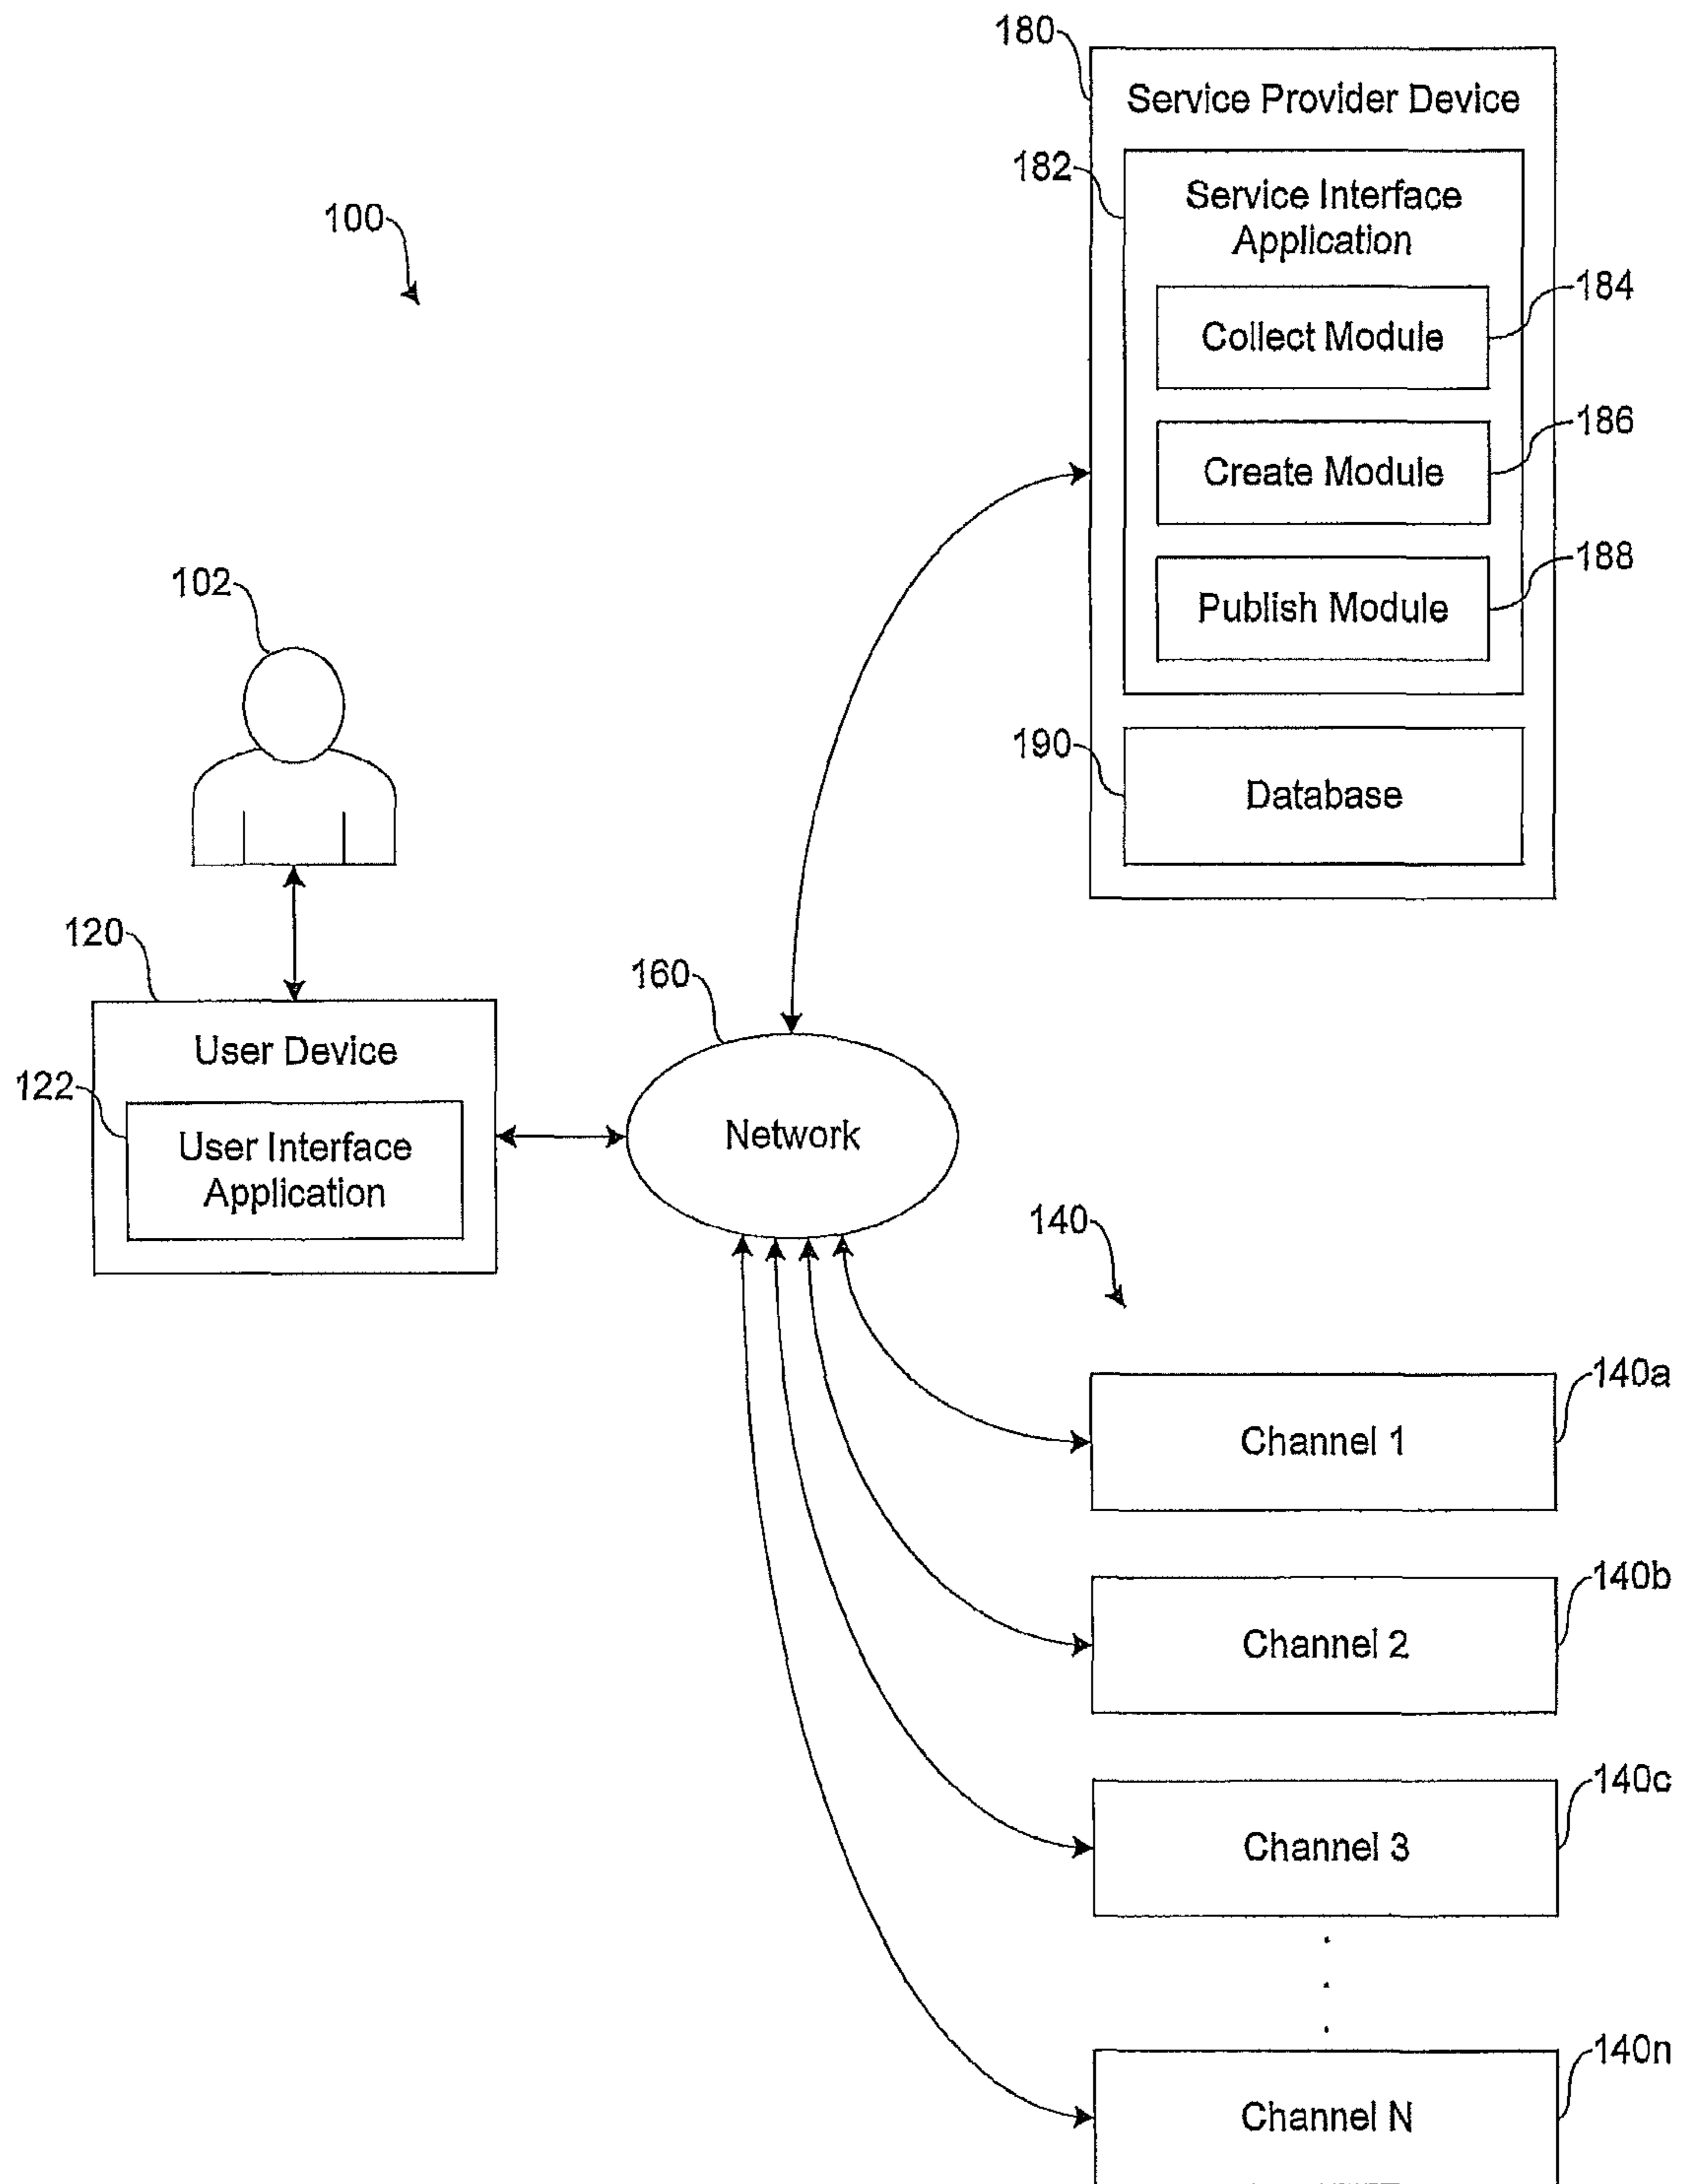 180
Service Provider Device
182
Service Interface
Application
100
184
Collect Module
186
Create Module
188
Publish Module
102
190
Database
120
160
User Device
122
User Interface
Application
Network
140
140a
Channel 1
140b
Channel 2
140c
Channel 3
. . .
140n
Channel N